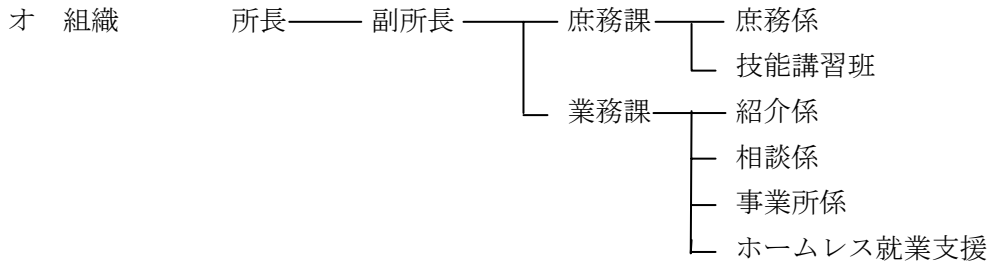 オ 組織 所長 副所長 庶務課 庶務係
技能講習班
業務課 紹介係
相談係
事業所係
ホームレス就業支援